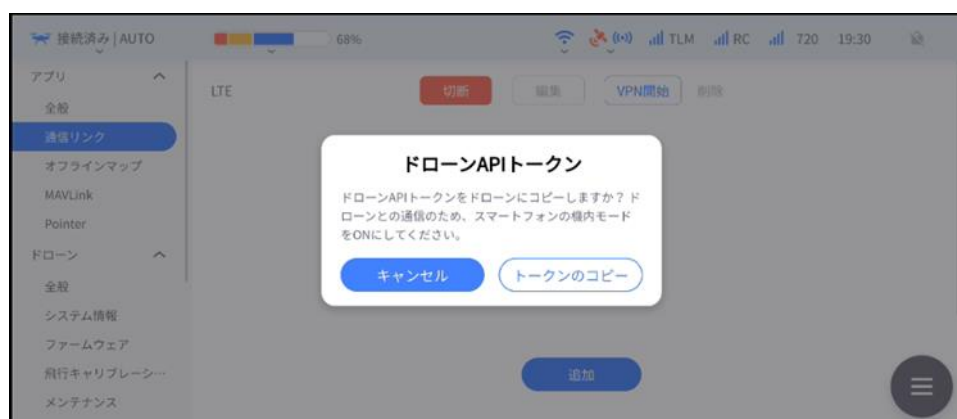 接続済み | AUTO
68%
TLM
RC
720
19:30
アプリ
全般
通信リンク
オフラインマップ
MAVLink
Pointer
ドローン
全般
システム情報
ファームウェア
飛行キャリブレーシ…
メンテナンス
LTE
切断
編集
VPN開始
削除
ドローンAPIトークン
ドローンAPIトークンをドローンにコピーしますか？ ド
ローンとの通信のため、スマートフォンの機内モード
をONにしてください。
キャンセル
トークンのコピー
追加